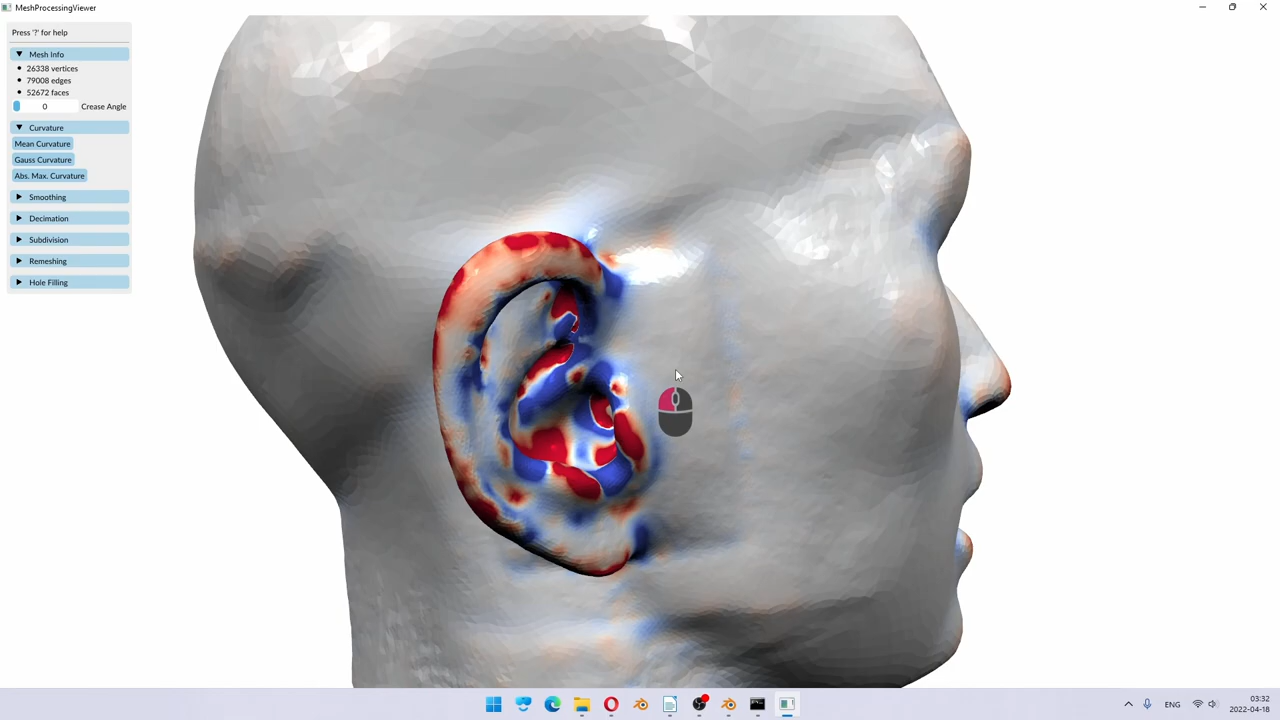 MeshProcessingViewer
Press '?' for help
Mesh Info
26338 vertices
79008 edges
52672 faces
0 Crease Angle
Curvature
Mean Curvature
Gauss Curvature
Abs. Max. Curvature
Smoothing
Decimation
Subdivision
Remeshing
Hole Filling
ENG
03:32
2022-04-18